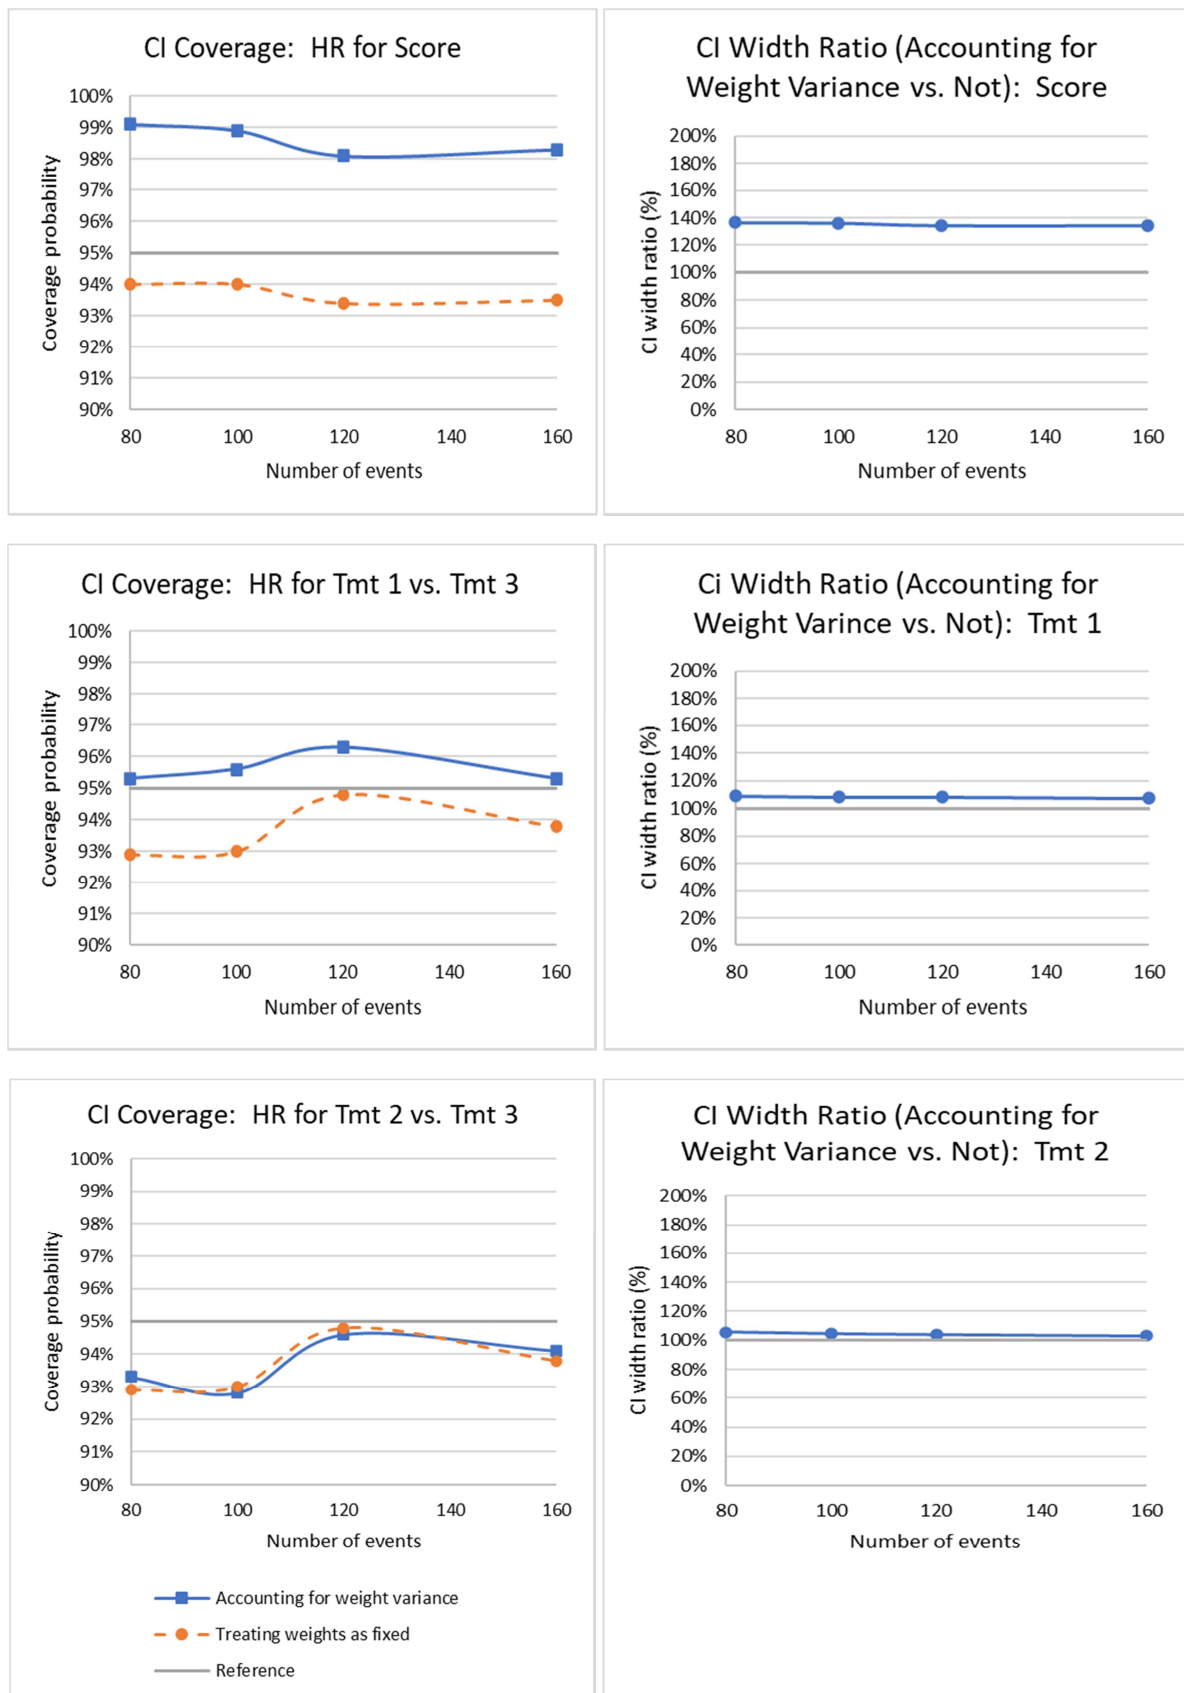 CI Coverage: HR for Score
100%
99%
98%
97%
96%
95%
94%
93%
92%
91%
90%
Coverage probability
80 100 120 140 160
Number of events
CI Width Ratio (Accounting for
Weight Variance vs. Not): Score
200%
180%
160%
140%
120%
100%
80%
60%
40%
20%
0%
CI width ratio (%)
80 100 120 140 160
Number of events
CI Coverage: HR for Tmt 1 vs. Tmt 3
100%
99%
98%
97%
96%
95%
94%
93%
92%
91%
90%
Coverage probability
80 100 120 140 160
Number of events
Ci Width Ratio (Accounting for
Weight Varince vs. Not): Tmt 1
200%
180%
160%
140%
120%
100%
80%
60%
40%
20%
0%
CI width ratio (%)
80 100 120 140 160
Number of events
CI Coverage: HR for Tmt 2 vs. Tmt 3
100%
99%
98%
97%
96%
95%
94%
93%
92%
91%
90%
Coverage probability
80 100 120 140 160
Number of events
CI Width Ratio (Accounting for
Weight Variance vs. Not): Tmt 2
200%
180%
160%
140%
120%
100%
80%
60%
40%
20%
0%
CI width ratio (%)
80 100 120 140 160
Number of events
Accounting for weight variance
Treating weights as fixed
Reference